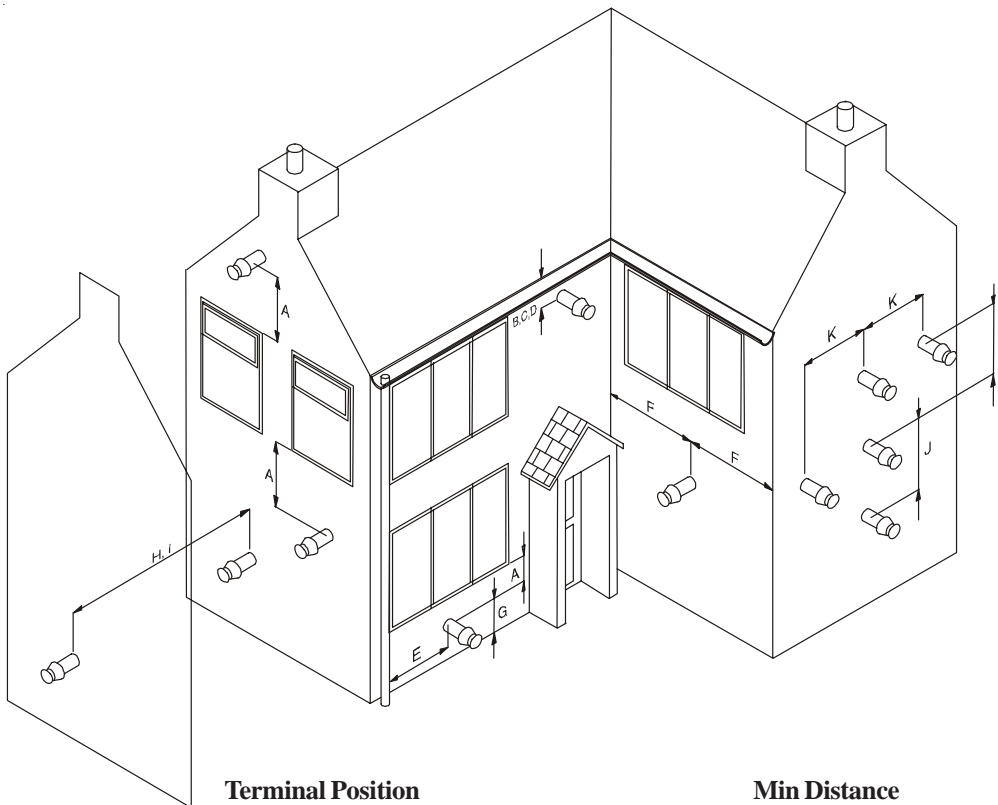 A
K
K
B,C,D
F
F
A
J
H, i
A
G
E
Terminal Position Min Distance